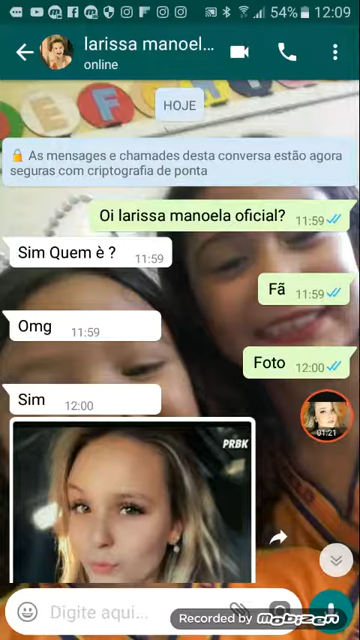 54% 12:09
larissa manoel...
online
HOJE
As mensagens e chamadas desta conversa estão agora
seguras com criptografia de ponta
Oi larissa manoela oficial? 11:59
Sim Quem è ? 11:59
Fã 11:59
Omg 11:59
Foto 12:00
Sim 12:00
01:21
PRBK
Digite aqui...
Recorded by Mobizen